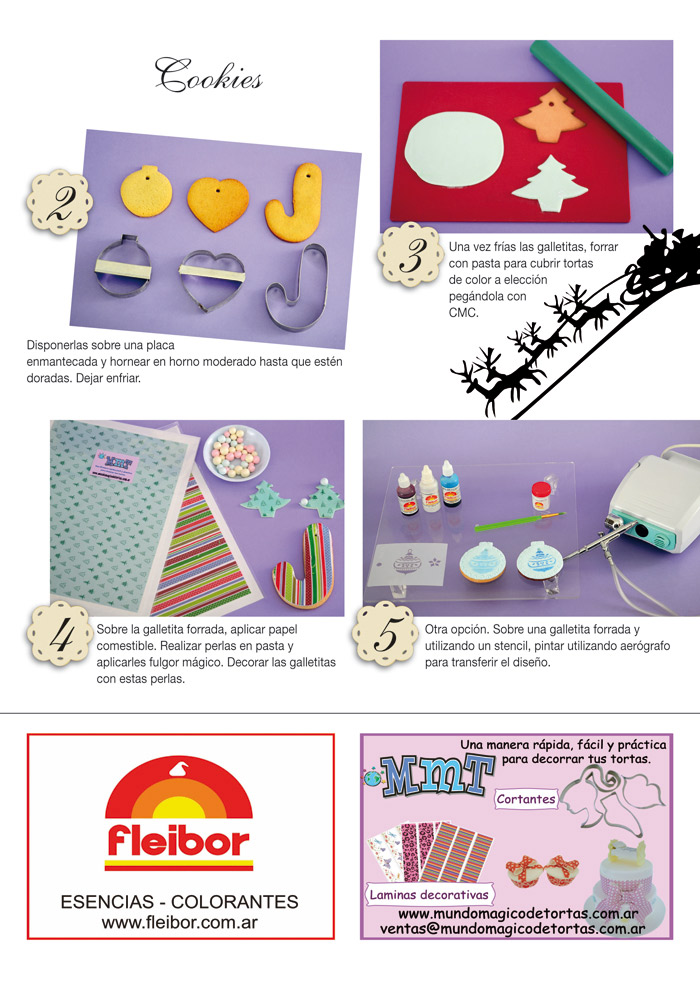 Cookies
2
Disponerlas sobre una placa
enmantecada y hornear en horno moderado hasta que estén
doradas. Dejar enfriar.
3
Una vez frías las galletitas, forrar
con pasta para cubrir tortas
de color a elección
pegándola con
CMC.
4
Sobre la galletita forrada, aplicar papel
comestible. Realizar perlas en pasta y
aplicarles fulgor mágico. Decorar las galletitas
con estas perlas.
5
Otra opción. Sobre una galletita forrada y
utilizando un stencil, pintar utilizando aerógrafo
para transferir el diseño.
fleibor
ESENCIAS - COLORANTES
www.fleibor.com.ar
Una manera rápida, fácil y práctica
para decorrar tus tortas.
MmT
Cortantes
Laminas decorativas
www.mundomagicodetortas.com.ar
ventas@mundomagicodetortas.com.ar